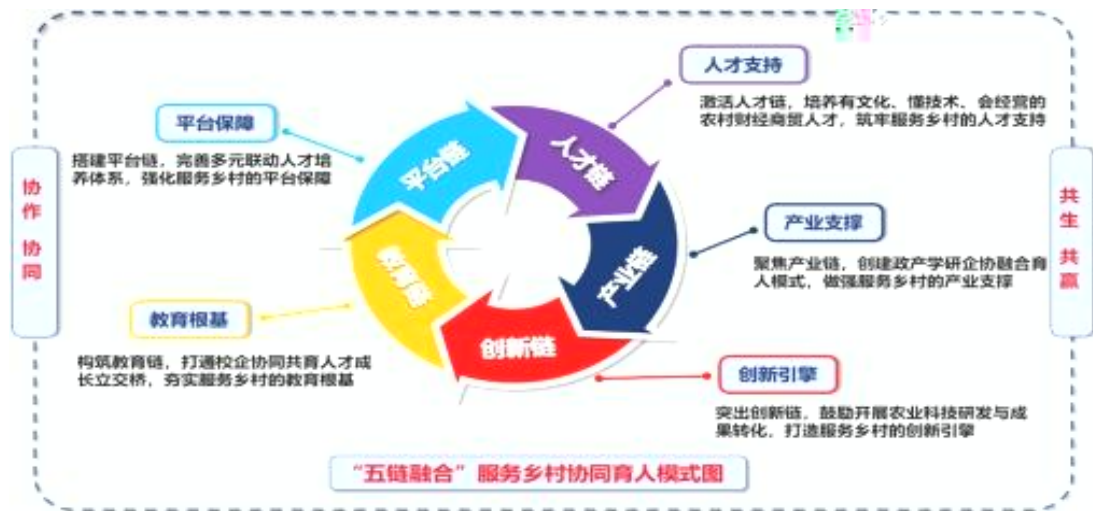 人才支持
激活人才链，培养有文化、懂技术、会经营的
农村财经商贸人才，筑牢服务乡村的人才支持
平台保障
搭建平台链，完善多元联动人才培
养体系，强化服务乡村的平台保障
平台链
人才链
产业链
创新链
教育链
协作 协同
共生 共赢
产业支撑
聚焦产业链，创建政产学研企协融合育
人模式，做强服务乡村的产业支撑
教育根基
构筑教育链，打通校企协同共育人才成
长立交桥，夯实服务乡村的教育根基
创新引擎
突出创新链，鼓励开展农业科技研发与成
果转化，打造服务乡村的创新引擎
“五链融合”服务乡村协同育人模式图